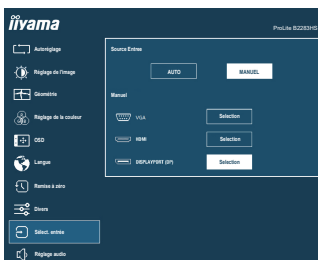 iiyama
ProLite B2283HS
Autoréglage
Réglage de l'image
Géométrie
Réglage de la couleur
OSD
Langue
Remise à zéro
Divers
Sélect. entrée
Réglage audio
Source Entrée
AUTO
MANUEL
Manuel
VGA
Selection
HDMI
Selection
DISPLAYPORT (DP)
Selection